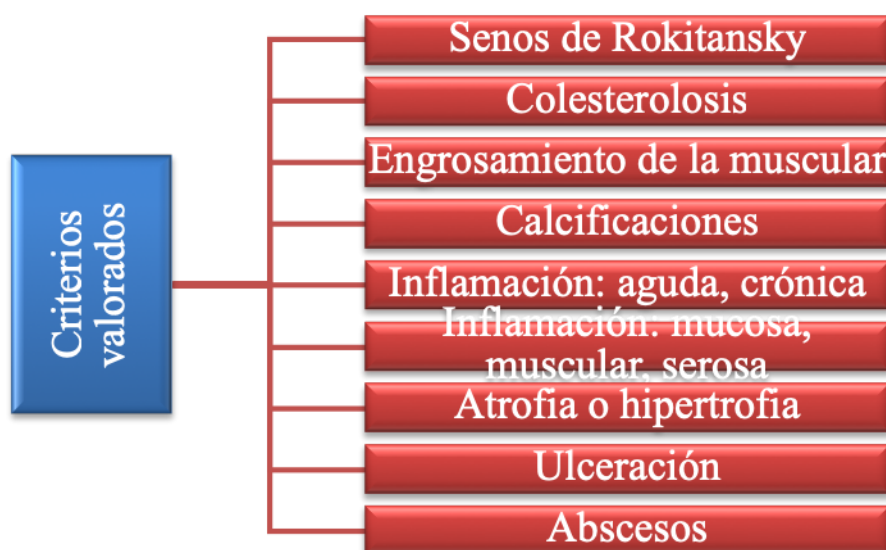 Criterios
valorados
Senos de Rokitansky
Colesterolosis
Engrosamiento de la muscular
Calcificaciones
Inflamación: aguda, crónica
Inflamación: mucosa,
muscular, serosa
Atrofia o hipertrofia
Ulceración
Abscesos